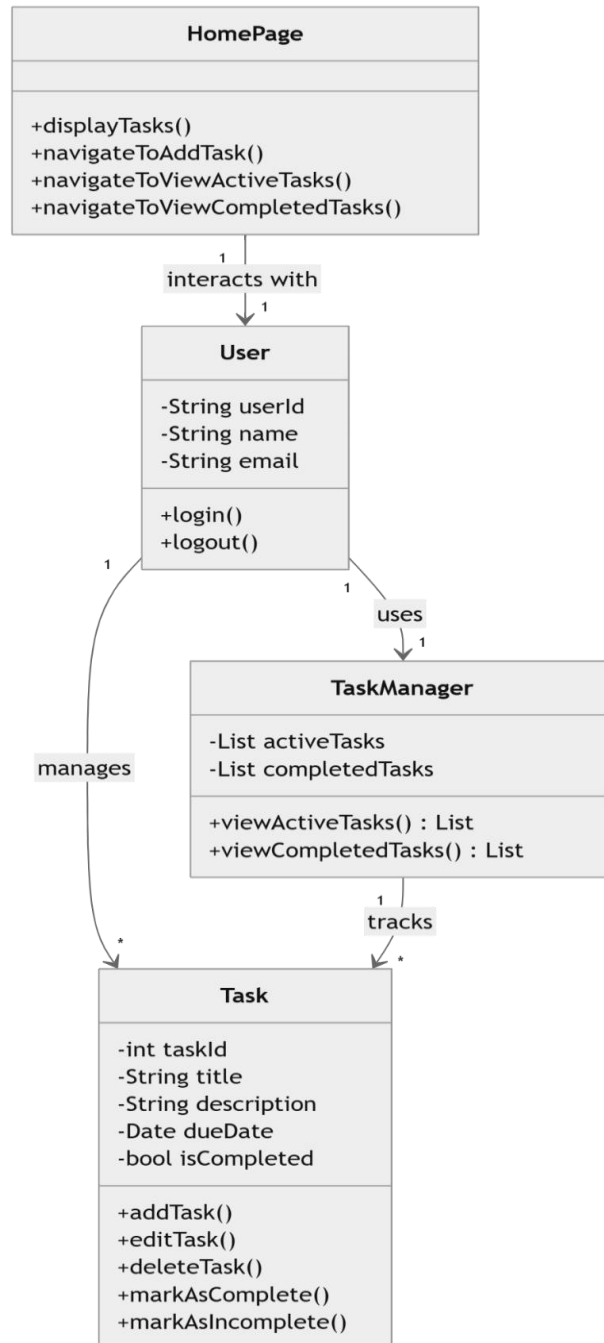 HomePage
+displayTasks()
+navigateToAddTask()
+navigateToViewActiveTasks()
+navigateToViewCompletedTasks()
1
interacts with
1
User
-String userId
-String name
-String email
+login()
+logout()
1
1
uses
1
TaskManager
-List activeTasks
-List completedTasks
+viewActiveTasks() : List
+viewCompletedTasks() : List
manages
1
tracks
*
*
Task
-int taskId
-String title
-String description
-Date dueDate
-bool isCompleted
+addTask()
+editTask()
+deleteTask()
+markAsComplete()
+markAsIncomplete()